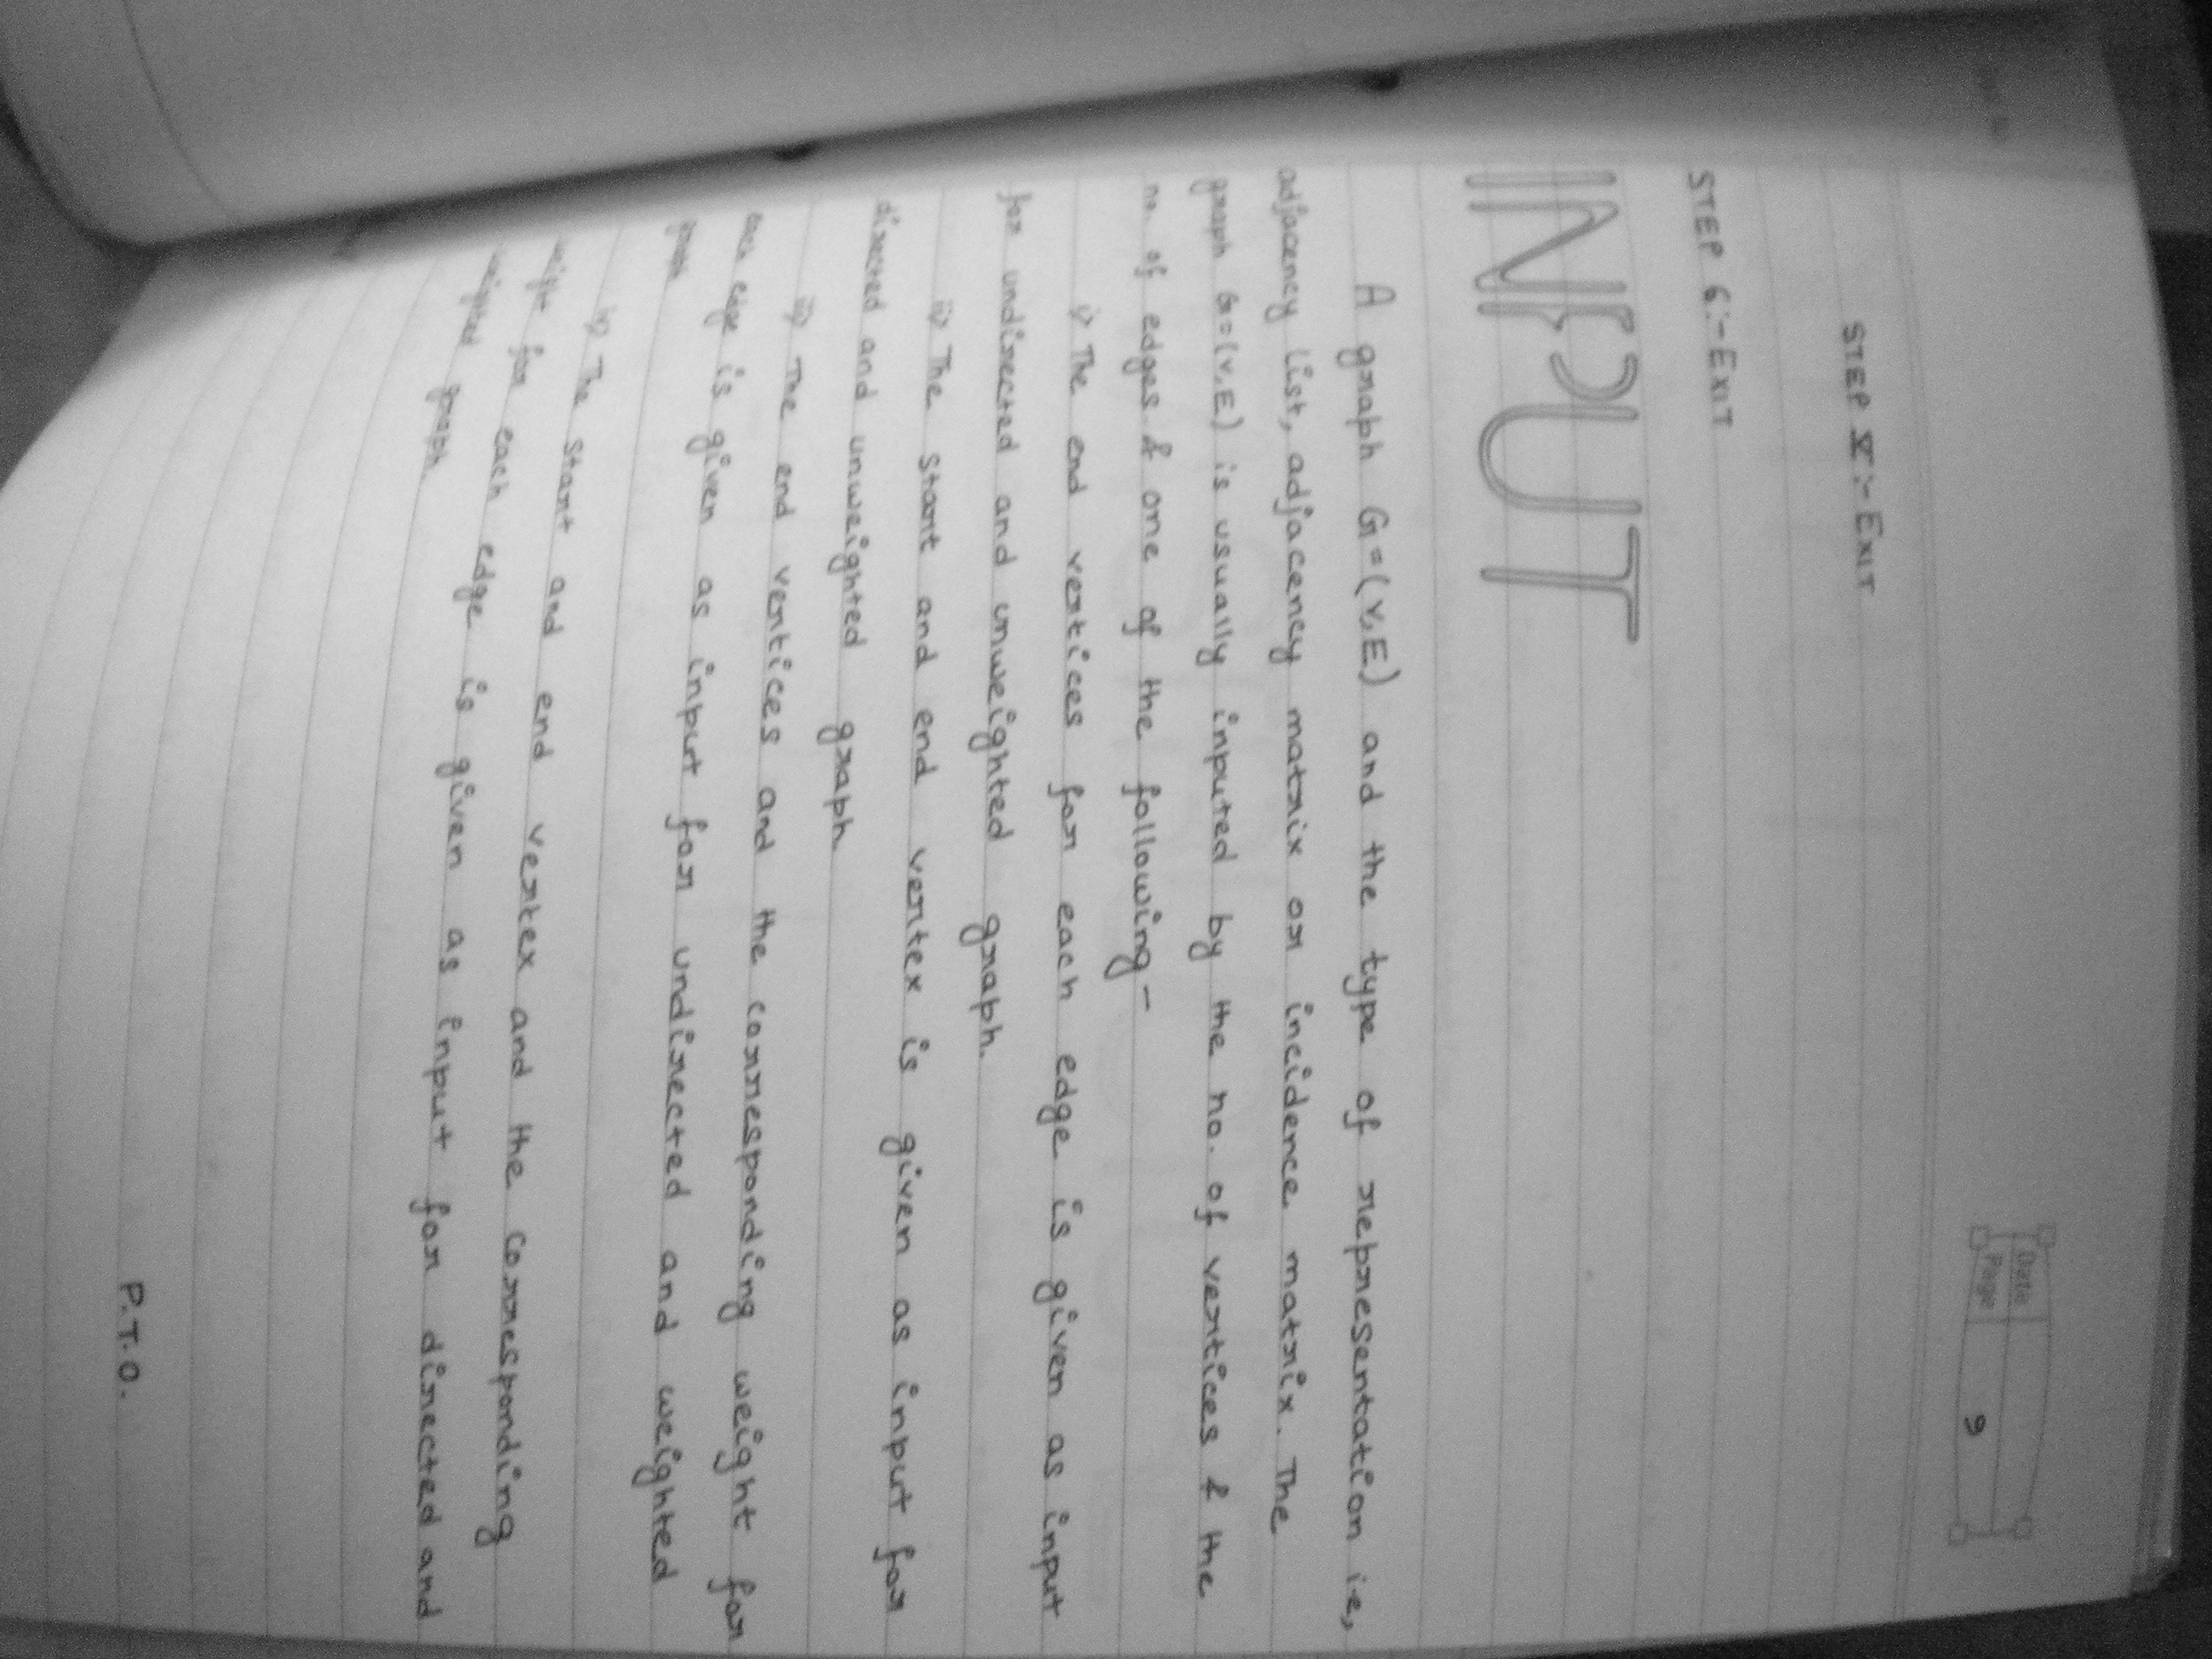 Date
Page 9
STEP V:- EXIT
STEP 6:- EXIT
INPUT
A graph G=(V,E) and the type of representation i.e,
adjacency list, adjacency matrix or incidence matrix. The
graph G=(V,E) is usually inputed by the no. of vertices & the
no. of edges & one of the following -
i) The end vertices for each edge is given as input
for undirected and unweighted graph.
ii) The start and end vertex is given as input for
directed and unweighted graph.
iii) The end vertices and the corresponding weight for
each edge is given as input for undirected and weighted
graph
iv) The start and end vertex and the corresponding
weight for each edge is given as input for directed and
weighted graph.
P.T.O.